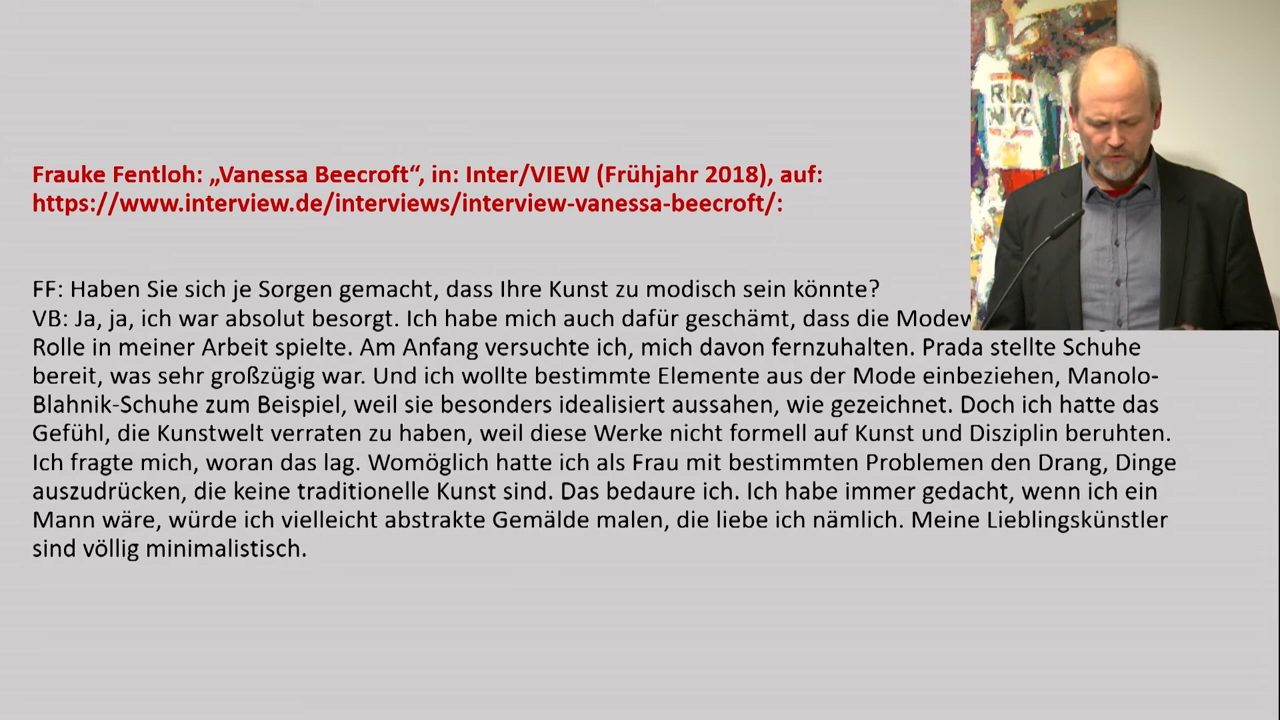 Frauke Fentloh: „Vanessa Beecroft“, in: Inter/VIEW (Frühjahr 2018), auf:
https://www.interview.de/interviews/interview-vanessa-beecroft/:
FF: Haben Sie sich je Sorgen gemacht, dass Ihre Kunst zu modisch sein könnte?
VB: Ja, ja, ich war absolut besorgt. Ich habe mich auch dafür geschämt, dass die
Rolle in meiner Arbeit spielte. Am Anfang versuchte ich, mich davon fernzuhalten. Prada stellte Schuhe
bereit, was sehr großzügig war. Und ich wollte bestimmte Elemente aus der Mode einbeziehen, Manolo-
Blahnik-Schuhe zum Beispiel, weil sie besonders idealisiert aussahen, wie gezeichnet. Doch ich hatte das
Gefühl, die Kunstwelt verraten zu haben, weil diese Werke nicht formell auf Kunst und Disziplin beruhten.
Ich fragte mich, woran das lag. Womöglich hatte ich als Frau mit bestimmten Problemen den Drang, Dinge
auszudrücken, die keine traditionelle Kunst sind. Das bedaure ich. Ich habe immer gedacht, wenn ich ein
Mann wäre, würde ich vielleicht abstrakte Gemälde malen, die liebe ich nämlich. Meine Lieblingskünstler
sind völlig minimalistisch.
RUN